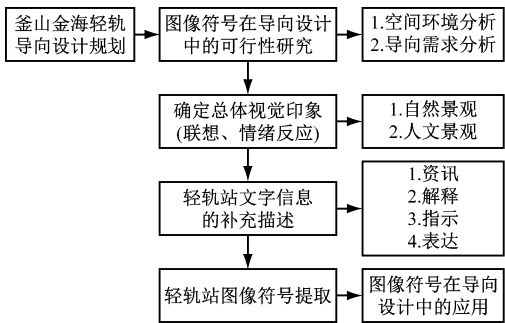 釜山金海轻轨
导向设计规划
图像符号在导向设计
中的可行性研究
1.空间环境分析
2.导向需求分析
确定总体视觉印象
(联想、情绪反应)
1.自然景观
2.人文景观
轻轨站文字信息
的补充描述
1.资讯
2.解释
3.指示
4.表达
轻轨站图像符号提取
图像符号在导向
设计中的应用